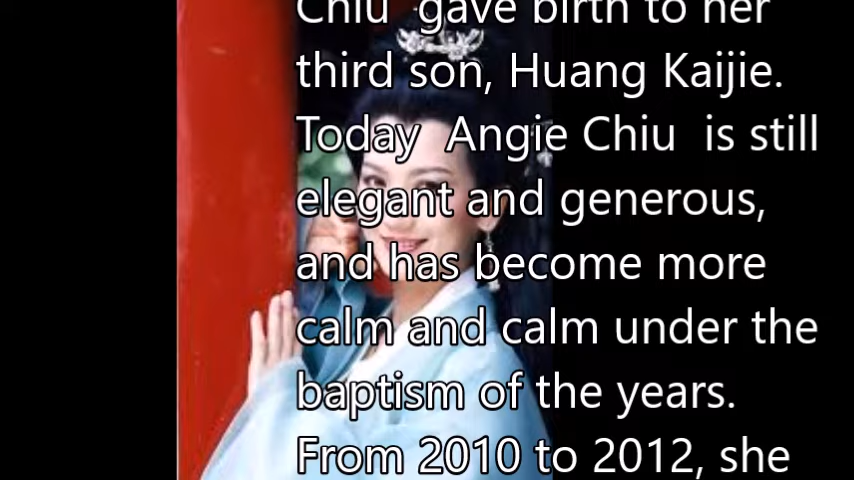 Chiu gave birth to her
third son, Huang Kaijie.
Today Angie Chiu is still
elegant and generous,
and has become more
calm and calm under the
baptism of the years.
From 2010 to 2012, she